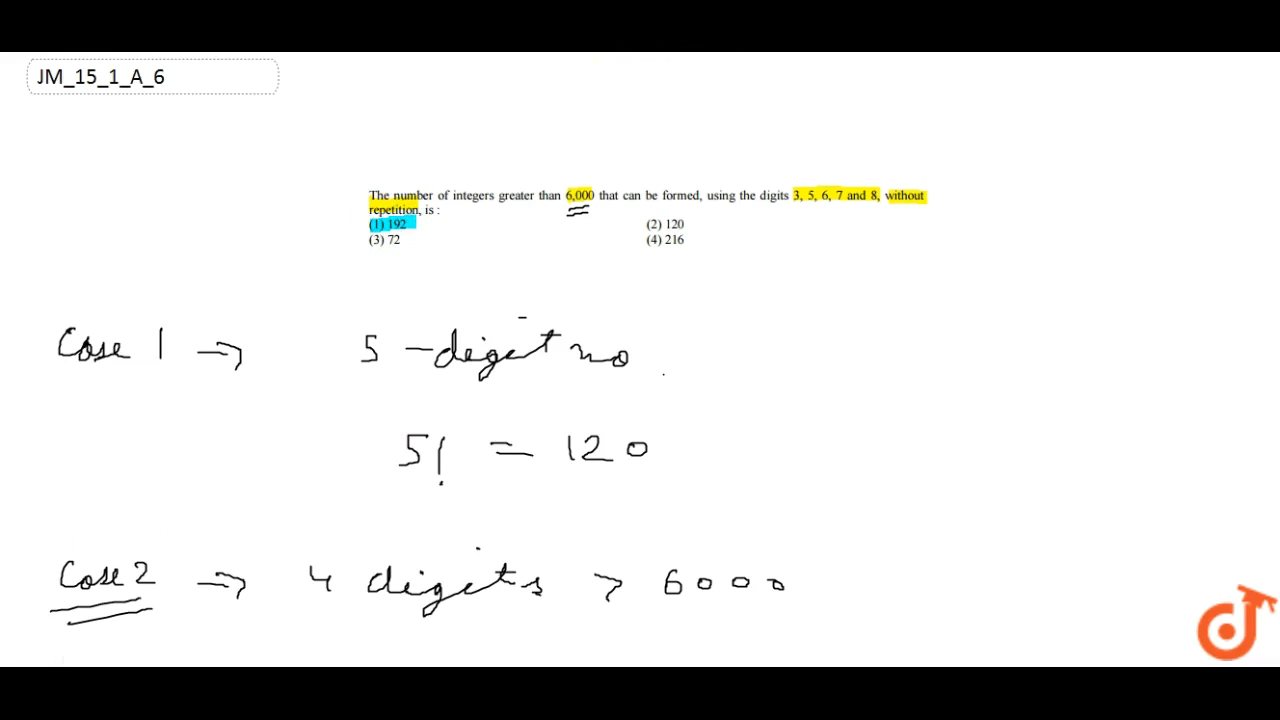 JM_15_1_A_6
The number of integers greater than 6,000 that can be formed, using the digits 3, 5, 6, 7 and 8, without
repetition, is :
(1) 192 (2) 120
(3) 72 (4) 216
Case 1 → 5 - digit no
5! = 120
Case 2 → 4 digits > 6000